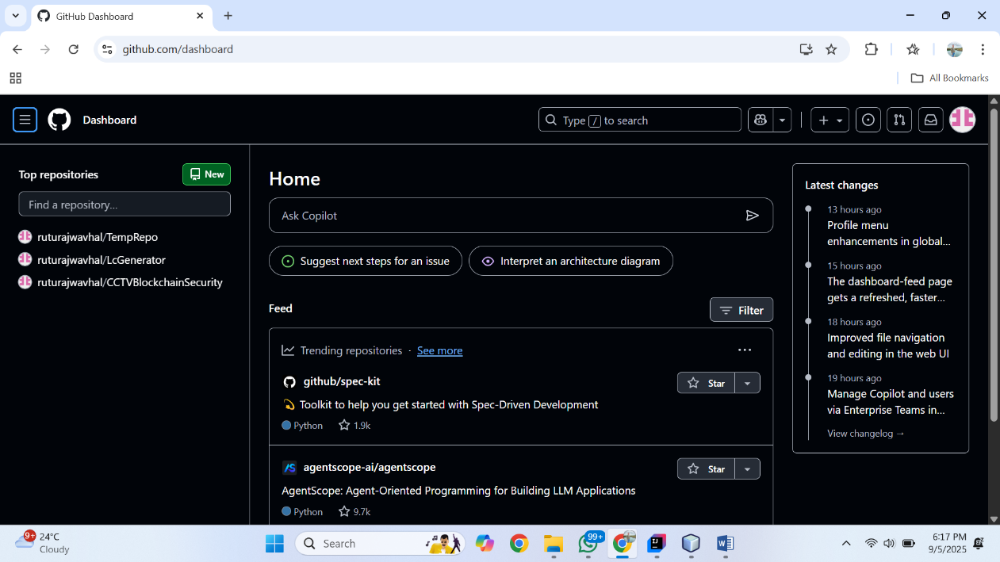 GitHub Dashboard
github.com/dashboard
All Bookmarks
Dashboard
Type / to search
Top repositories
New
Find a repository...
ruturajwavhal/TempRepo
ruturajwavhal/LcGenerator
ruturajwavhal/CCTVBlockchainSecurity
Home
Ask Copilot
Suggest next steps for an issue
Interpret an architecture diagram
Feed
Filter
Trending repositories · See more
github/spec-kit
Star
💫 Toolkit to help you get started with Spec-Driven Development
Python
1.9k
agentscope-ai/agentscope
Star
AgentScope: Agent-Oriented Programming for Building LLM Applications
Python
9.7k
Latest changes
13 hours ago
Profile menu
enhancements in global...
15 hours ago
The dashboard-feed page
gets a refreshed, faster...
18 hours ago
Improved file navigation
and editing in the web UI
19 hours ago
Manage Copilot and users
via Enterprise Teams in...
View changelog →
9+
24°C
Cloudy
Search
99+
6:17 PM
9/5/2025